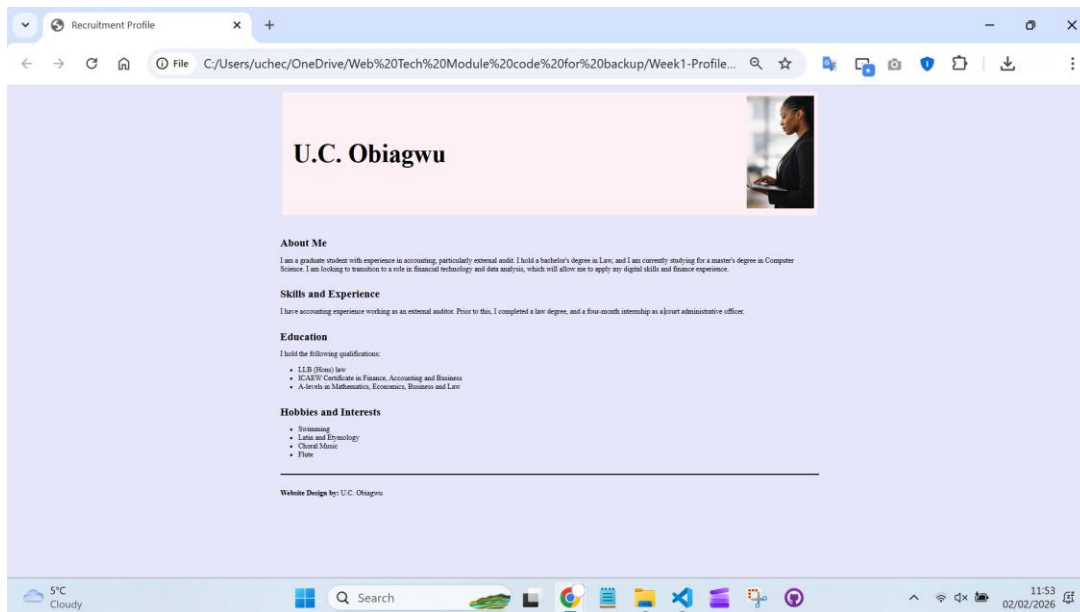 Recruitment Profile
File C:/Users/uchec/OneDrive/Web%20Tech%20Module%20code%20for%20backup/Week1-Profile...
U.C. Obiagwu
About Me
I am a graduate student with experience in accounting, particularly external audit. I hold a bachelor's degree in Law, and I am currently studying for a master's degree in Computer
Science. I am looking to transition to a role in financial technology and data analysis, which will allow me to apply my digital skills and finance experience.
Skills and Experience
I have accounting experience working as an external auditor. Prior to this, I completed a law degree, and a four-month internship as a court administrative officer.
Education
I hold the following qualifications:
• LLB (Hons) law
• ICAEW Certificate in Finance, Accounting and Business
• A-levels in Mathematics, Economics, Business and Law
Hobbies and Interests
• Swimming
• Latin and Etymology
• Choral Music
• Flute
Website Design by: U.C. Obiagwu
5°C
Cloudy
Search
11:53
02/02/2026